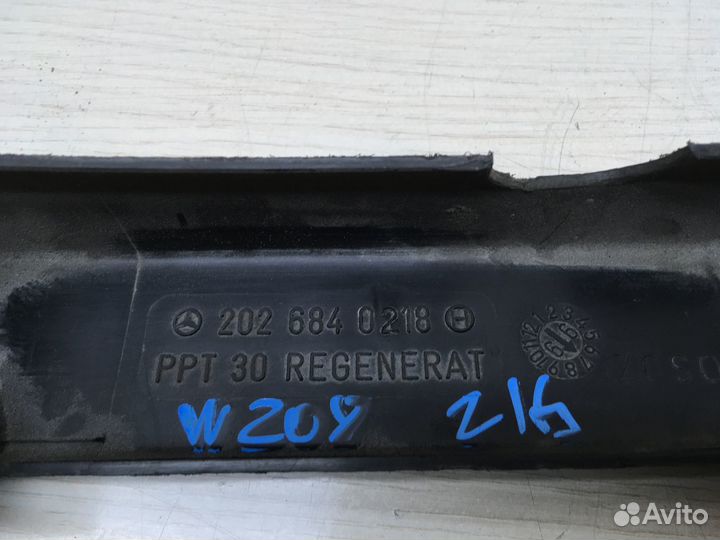 202 684 0218
PPT 30 REGENERAT
W208 216
Avito